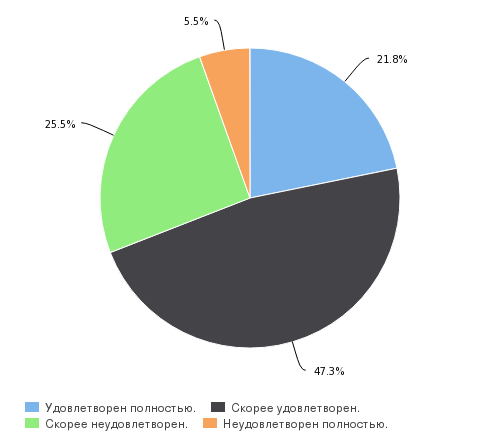 5.5%
21.8%
25.5%
47.3%
Удовлетворен полностью. Скорее удовлетворен.
Скорее неудовлетворен. Неудовлетворен полностью.